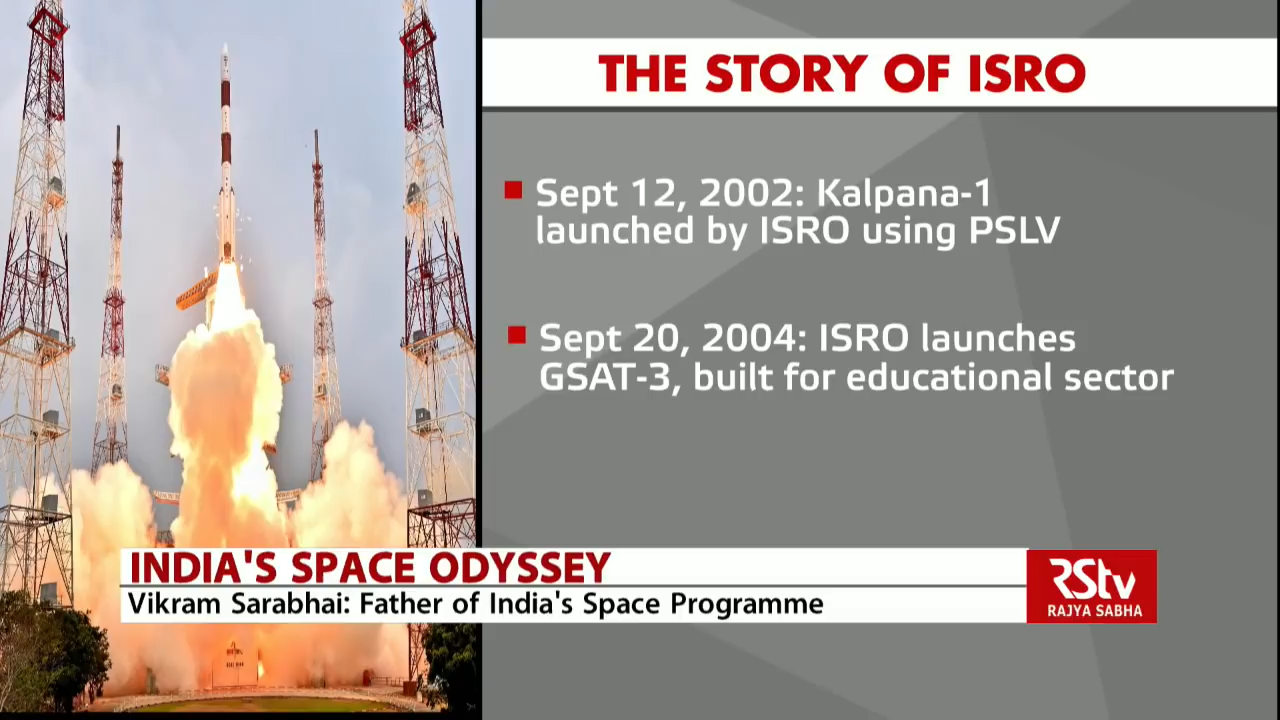 THE STORY OF ISRO
Sept 12, 2002: Kalpana-1
launched by ISRO using PSLV
Sept 20, 2004: ISRO launches
GSAT-3, built for educational sector
INDIA'S SPACE ODYSSEY
Vikram Sarabhai: Father of India's Space Programme
RStv
RAJYA SABHA